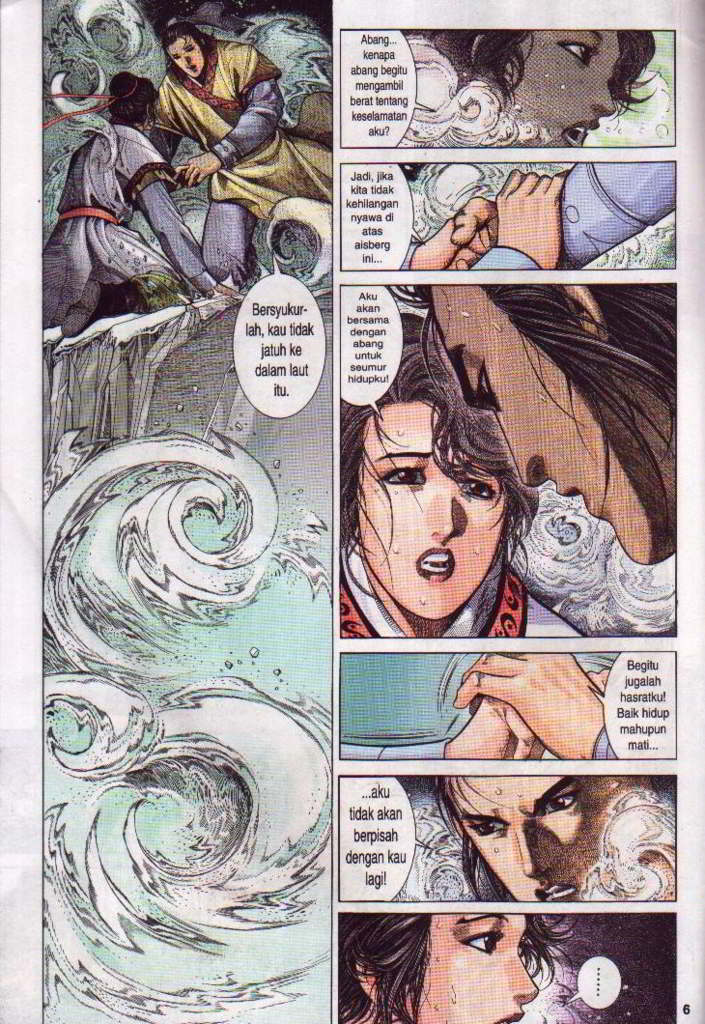 Bersyukur-
lah, kau tidak
jatuh ke
dalam laut
itu.
Abang...
kenapa
abang begitu
mengambil
berat tentang
keselamatan
aku?
Jadi, jika
kita tidak
kehilangan
nyawa di
atas
aisberg
ini...
Aku
akan
bersama
dengan
abang
untuk
seumur
hidupku!
Begitu
jugalah
hasratku!
Baik hidup
mahupun
mati...
...aku
tidak akan
berpisah
dengan kau
lagi!
......
6